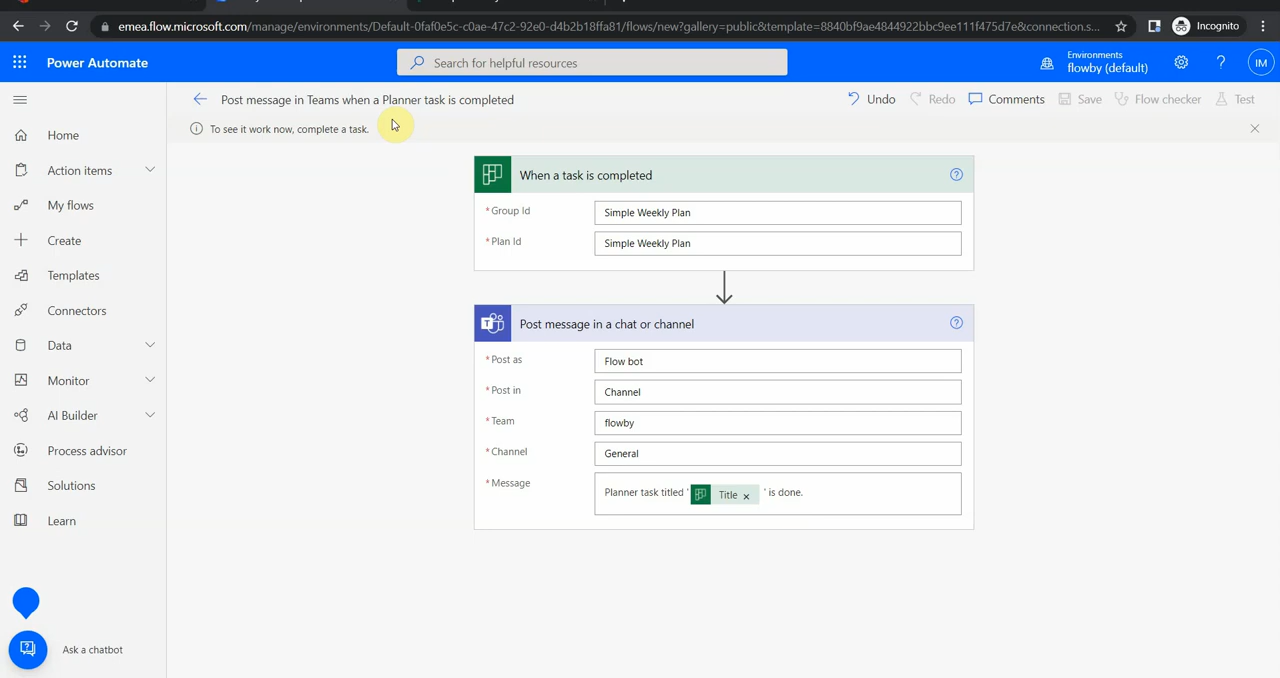 emea.flow.microsoft.com/manage/environments/Default-0faf0e5c-c0ae-47c2-92e0-d4b2b18ffa81/flows/new?gallery=public&template=8840bf9ae4844922bbc9ee111f475d7e&connection.s...
Incognito
Power Automate
Search for helpful resources
Environments
flowby (default)
IM
Post message in Teams when a Planner task is completed
Undo
Redo
Comments
Save
Flow checker
Test
To see it work now, complete a task.
Home
Action items
My flows
Create
Templates
Connectors
Data
Monitor
AI Builder
Process advisor
Solutions
Learn
Ask a chatbot
When a task is completed
* Group Id
Simple Weekly Plan
* Plan Id
Simple Weekly Plan
Post message in a chat or channel
* Post as
Flow bot
* Post in
Channel
* Team
flowby
* Channel
General
* Message
Planner task titled ' Title × ' is done.